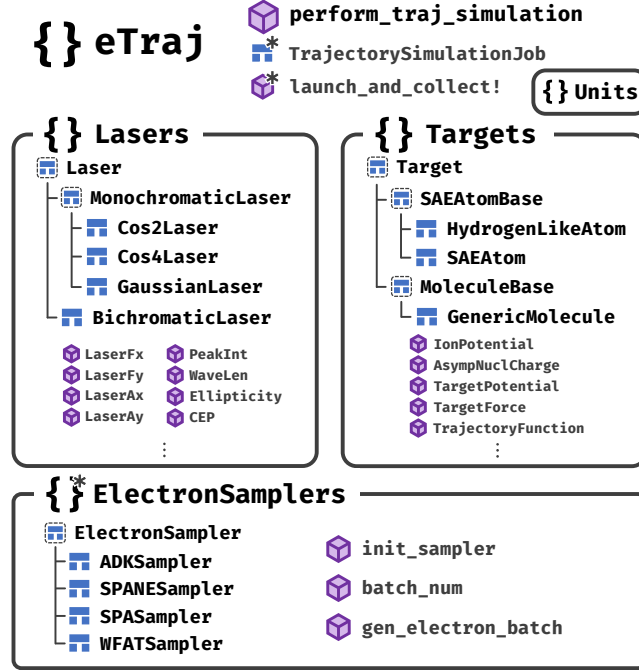 { } eTraj
perform_traj_simulation
* TrajectorySimulationJob
* launch_and_collect!
{ } Units
{ } Lasers
Laser
MonochromaticLaser
Cos2Laser
Cos4Laser
GaussianLaser
BichromaticLaser
LaserFx PeakInt
LaserFy WaveLen
LaserAx Ellipticity
LaserAy CEP
⋮
{ } Targets
Target
SAEAtomBase
HydrogenLikeAtom
SAEAtom
MoleculeBase
GenericMolecule
IonPotential
AsympNuclCharge
TargetPotential
TargetForce
TrajectoryFunction
⋮
{ }* ElectronSamplers
ElectronSampler
ADKSampler
SPANESampler
SPASampler
WFATSampler
init_sampler
batch_num
gen_electron_batch